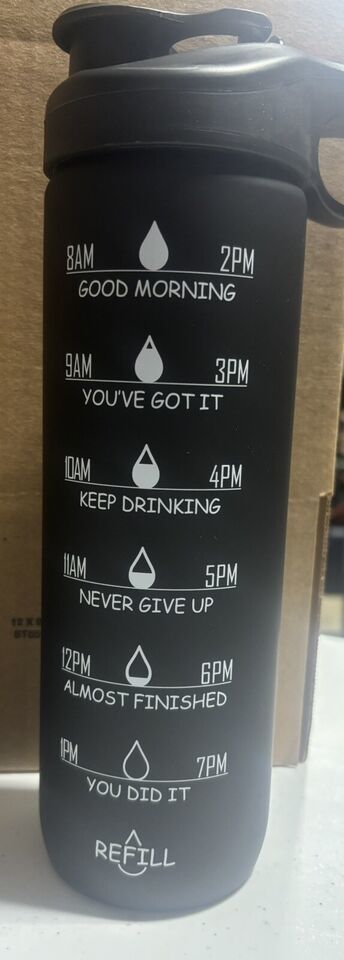 8AM 2PM
GOOD MORNING
9AM 3PM
YOU'VE GOT IT
10AM 4PM
KEEP DRINKING
11AM 5PM
NEVER GIVE UP
12PM 6PM
ALMOST FINISHED
1PM 7PM
YOU DID IT
REFILL